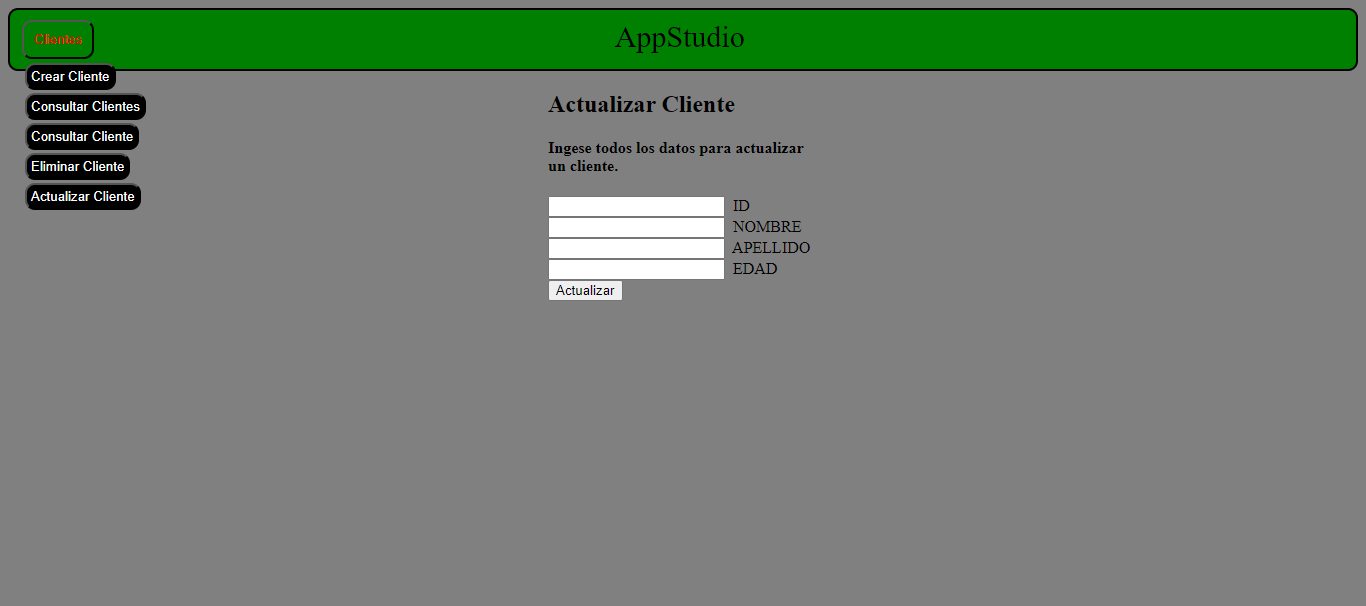 Clientes
AppStudio
Crear Cliente
Consultar Clientes
Consultar Cliente
Eliminar Cliente
Actualizar Cliente
Actualizar Cliente
Ingese todos los datos para actualizar
un cliente.
ID
NOMBRE
APELLIDO
EDAD
Actualizar